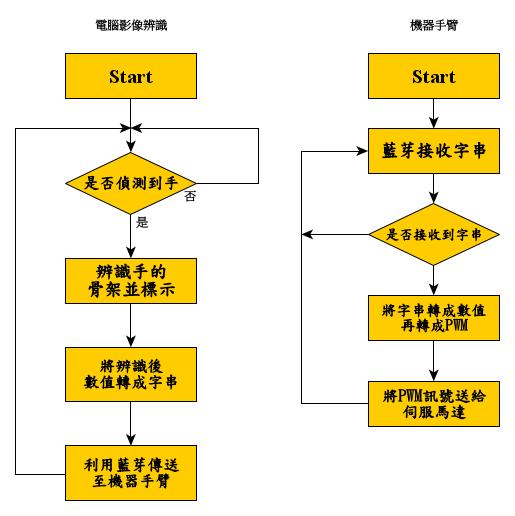 電腦影像辨識
Start
是否偵測到手
否
是
辨識手的
骨架並標示
將辨識後
數值轉成字串
利用藍芽傳送
至機器手臂
機器手臂
Start
藍芽接收字串
是否接收到字串
將字串轉成數值
再轉成PWM
將PWM訊號送給
伺服馬達